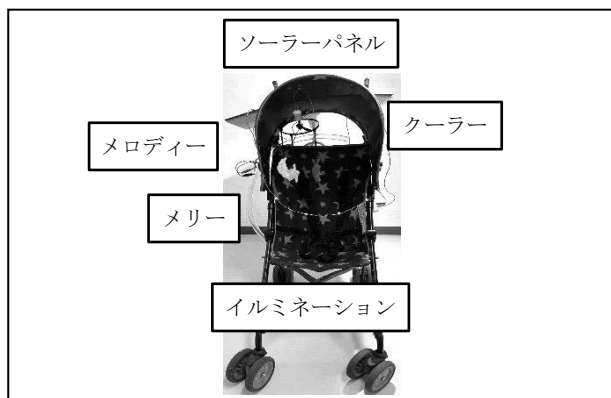 ソーラーパネル
クーラー
メロディー
メリー
イルミネーション